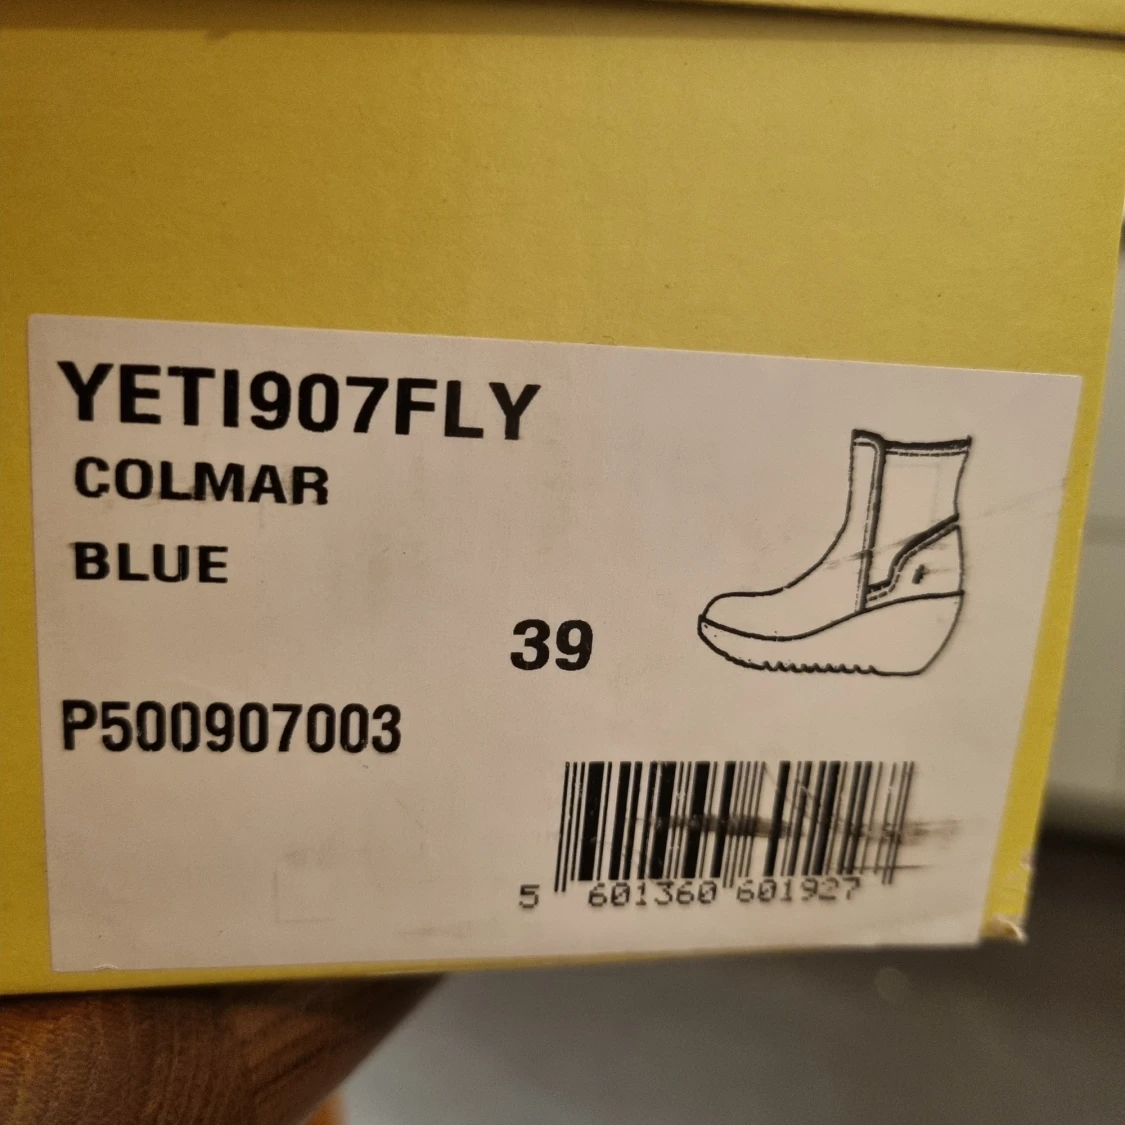 YETI907FLY
COLMAR
BLUE
39
P500907003
5 601360 601927